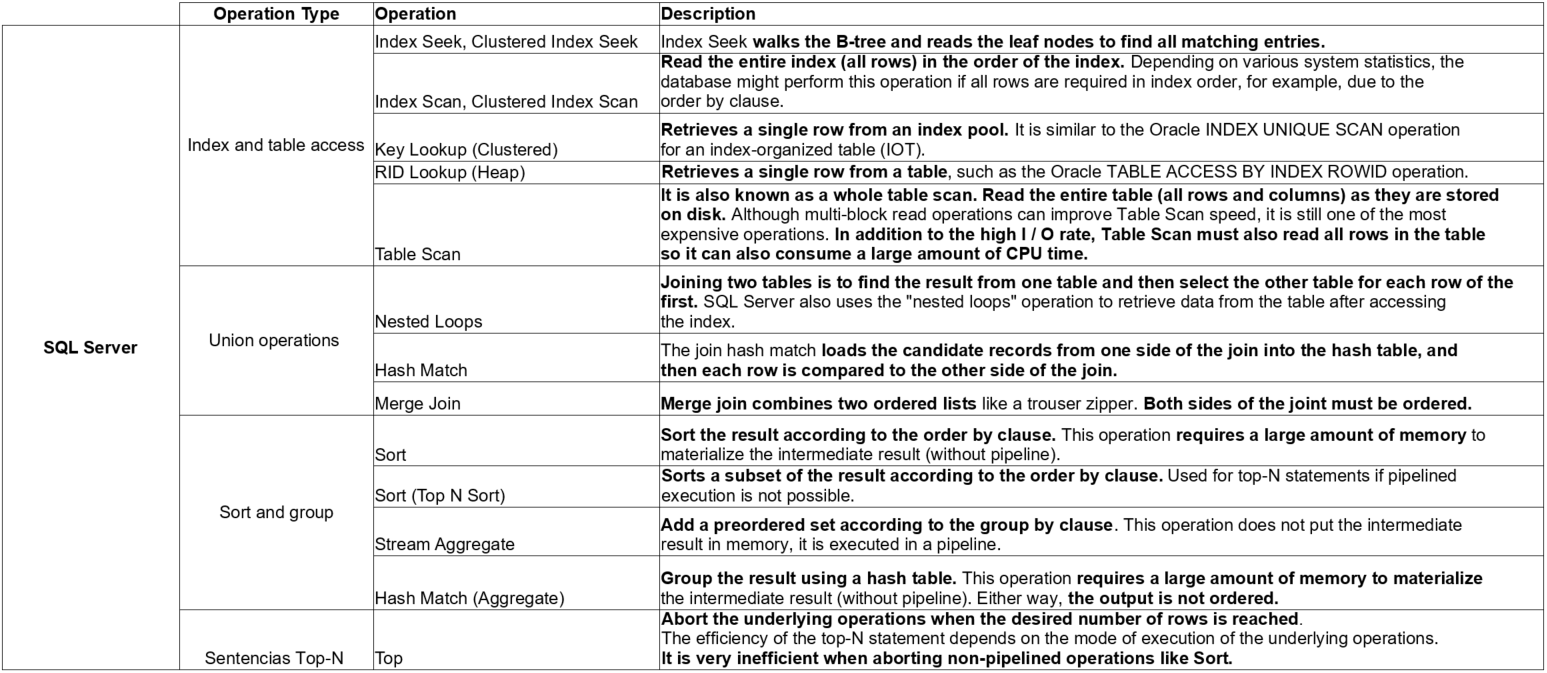 Operation Type Operation Description
SQL Server
Index and table access
Index Seek, Clustered Index Seek
Index Seek walks the B-tree and reads the leaf nodes to find all matching entries.
Index Scan, Clustered Index Scan
Read the entire index (all rows) in the order of the index. Depending on various system statistics, the
database might perform this operation if all rows are required in index order, for example, due to the
order by clause.
Key Lookup (Clustered)
Retrieves a single row from an index pool. It is similar to the Oracle INDEX UNIQUE SCAN operation
for an index-organized table (IOT).
RID Lookup (Heap)
Retrieves a single row from a table, such as the Oracle TABLE ACCESS BY INDEX ROWID operation.
Table Scan
It is also known as a whole table scan. Read the entire table (all rows and columns) as they are stored
on disk. Although multi-block read operations can improve Table Scan speed, it is still one of the most
expensive operations. In addition to the high I / O rate, Table Scan must also read all rows in the table
so it can also consume a large amount of CPU time.
Union operations
Nested Loops
Joining two tables is to find the result from one table and then select the other table for each row of the
first. SQL Server also uses the "nested loops" operation to retrieve data from the table after accessing
the index.
Hash Match
The join hash match loads the candidate records from one side of the join into the hash table, and
then each row is compared to the other side of the join.
Merge Join
Merge join combines two ordered lists like a trouser zipper. Both sides of the joint must be ordered.
Sort and group
Sort
Sort the result according to the order by clause. This operation requires a large amount of memory to
materialize the intermediate result (without pipeline).
Sort (Top N Sort)
Sorts a subset of the result according to the order by clause. Used for top-N statements if pipelined
execution is not possible.
Stream Aggregate
Add a preordered set according to the group by clause. This operation does not put the intermediate
result in memory, it is executed in a pipeline.
Hash Match (Aggregate)
Group the result using a hash table. This operation requires a large amount of memory to materialize
the intermediate result (without pipeline). Either way, the output is not ordered.
Sentencias Top-N
Top
Abort the underlying operations when the desired number of rows is reached.
The efficiency of the top-N statement depends on the mode of execution of the underlying operations.
It is very inefficient when aborting non-pipelined operations like Sort.